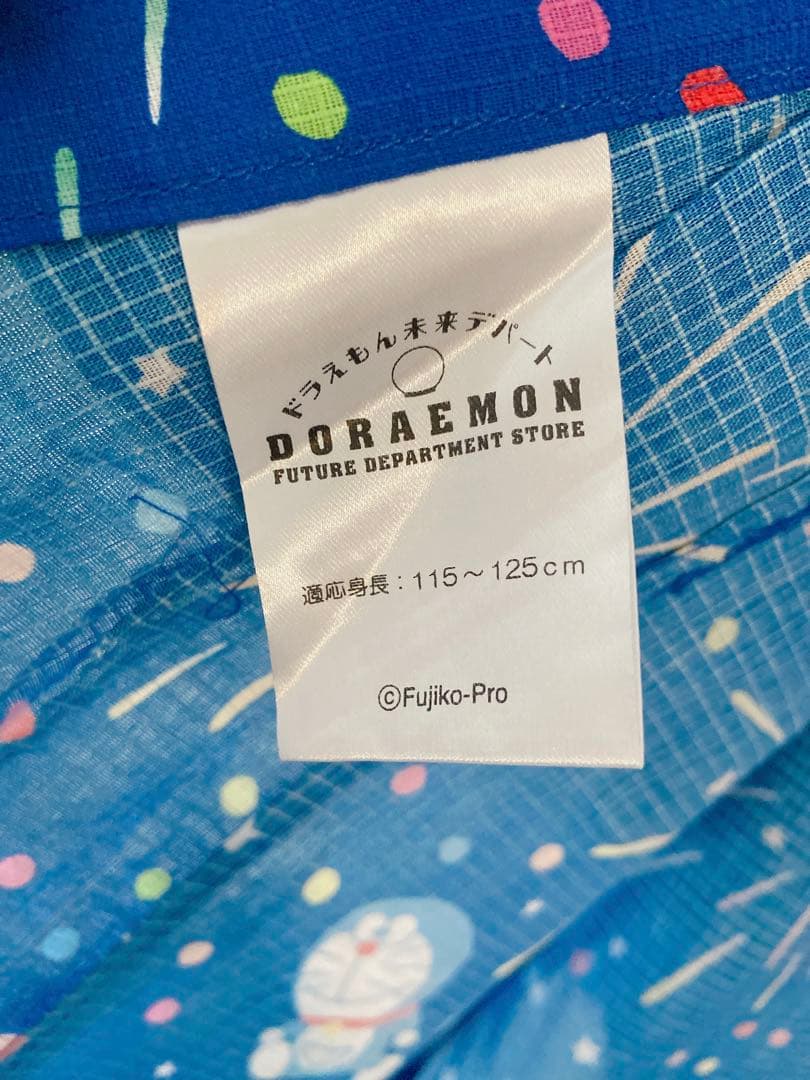 ドラえもん未来デパート
DORAEMON
FUTURE DEPARTMENT STORE
適応身長：115～125cm
©Fujiko-Pro